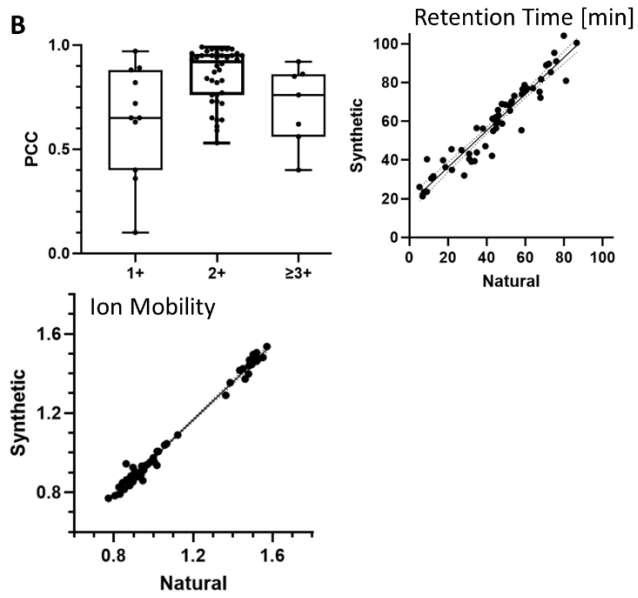 B
Retention Time [min]
1.0
0.5
0.0
PCC
1+
2+
≥3+
100
80
60
40
20
0
Synthetic
0 20 40 60 80 100
Natural
Ion Mobility
1.6
1.2
0.8
Synthetic
0.8 1.2 1.6
Natural